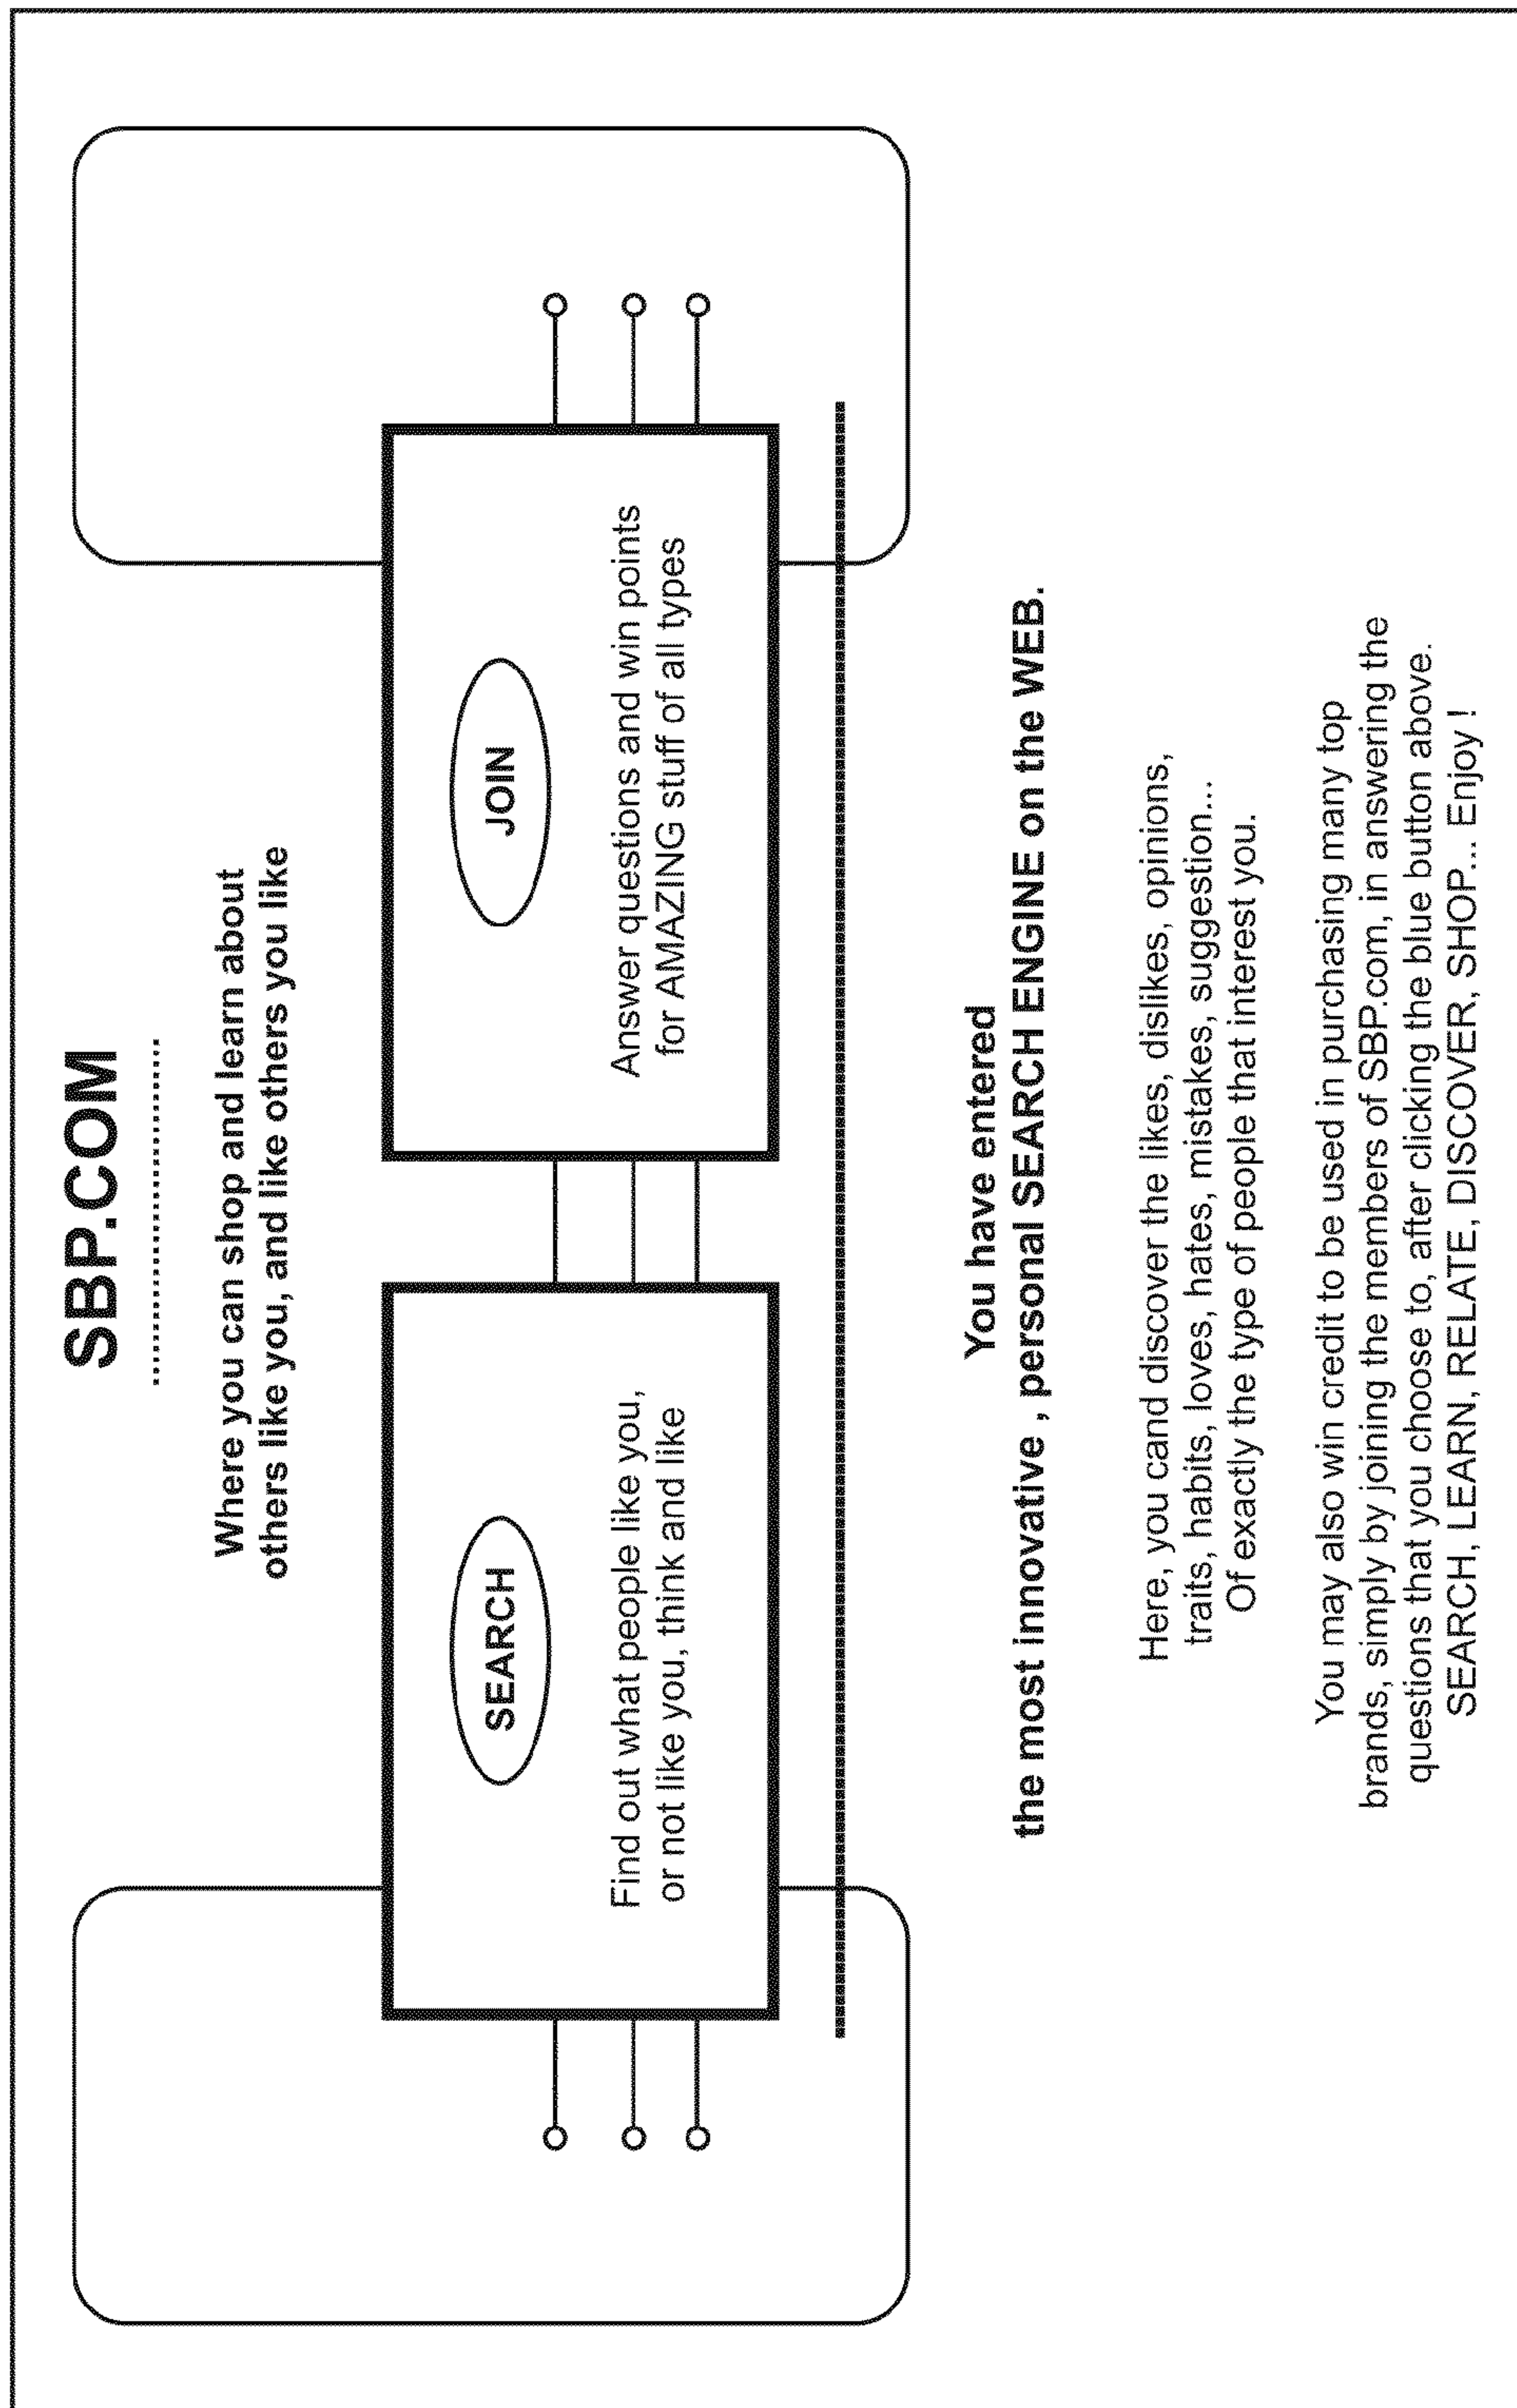 SBP.COM
Where you can shop and learn about
others like you, and like others you like
SEARCH
Find out what people like you,
or not like you, think and like
JOIN
Answer questions and win points
for AMAZING stuff of all types
You have entered
the most innovative , personal SEARCH ENGINE on the WEB.
Here, you cand discover the likes, dislikes, opinions,
traits, habits, loves, hates, mistakes, suggestion...
Of exactly the type of people that interest you.
You may also win credit to be used in purchasing many top
brands, simply by joining the members of SBP.com, in answering the
questions that you choose to, after clicking the blue button above.
SEARCH, LEARN, RELATE, DISCOVER, SHOP... Enjoy !